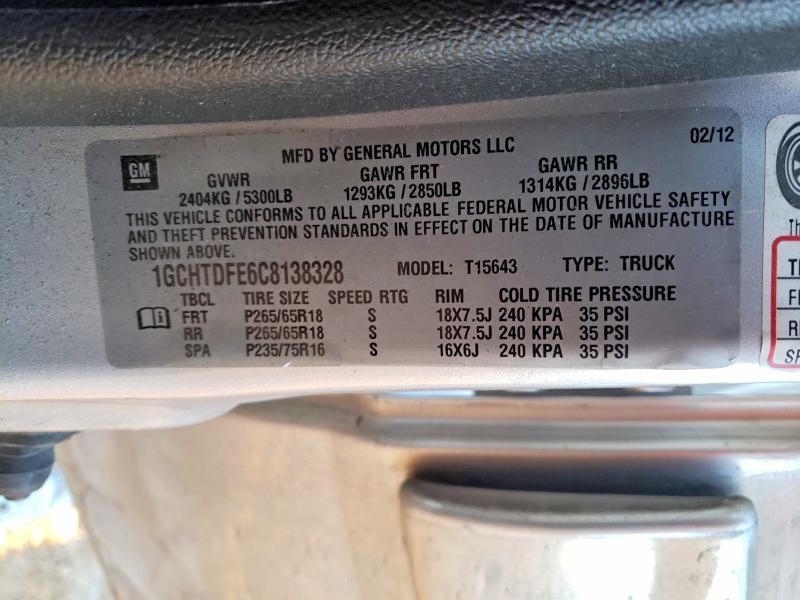 GM
MFD BY GENERAL MOTORS LLC 02/12
GVWR GAWR FRT GAWR RR
2404KG / 5300LB 1293KG / 2850LB 1314KG / 2896LB
THIS VEHICLE CONFORMS TO ALL APPLICABLE FEDERAL MOTOR VEHICLE SAFETY
AND THEFT PREVENTION STANDARDS IN EFFECT ON THE DATE OF MANUFACTURE
SHOWN ABOVE.
1GCHTDFE6C8138328 MODEL: T15643 TYPE: TRUCK
TBCL TIRE SIZE SPEED RTG RIM COLD TIRE PRESSURE
FRT P265/65R18 S 18X7.5J 240 KPA 35 PSI
RR P265/65R18 S 18X7.5J 240 KPA 35 PSI
SPA P235/75R16 S 16X6J 240 KPA 35 PSI